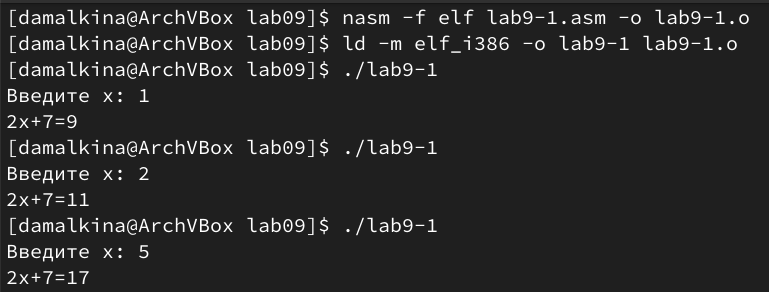 [damalkina@ArchVBox lab09]$ nasm -f elf lab9-1.asm -o lab9-1.o
[damalkina@ArchVBox lab09]$ ld -m elf_i386 -o lab9-1 lab9-1.o
[damalkina@ArchVBox lab09]$ ./lab9-1
Введите x: 1
2x+7=9
[damalkina@ArchVBox lab09]$ ./lab9-1
Введите x: 2
2x+7=11
[damalkina@ArchVBox lab09]$ ./lab9-1
Введите x: 5
2x+7=17